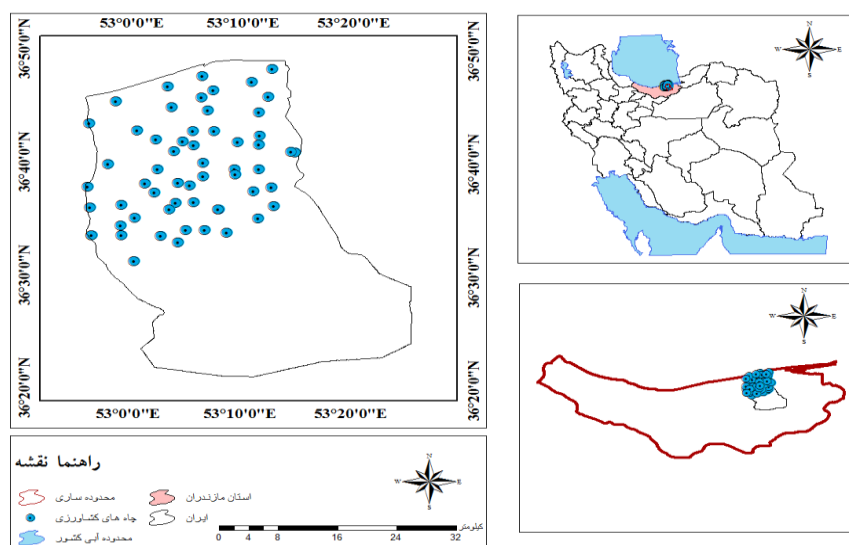 53°0'0"E 53°10'0"E 53°20'0"E
36°50'0"N 36°50'0"N
36°40'0"N 36°40'0"N
36°30'0"N 36°30'0"N
36°20'0"N 36°20'0"N
53°0'0"E 53°10'0"E 53°20'0"E
راهنما نقشه
محدوده ساری
استان مازندران
چاه های کشاورزی
ایران
محدوده آبی کشور
N
W E
S
0 2 4 8 16 24 32
کیلومتر
N
W E
S
N
W E
S